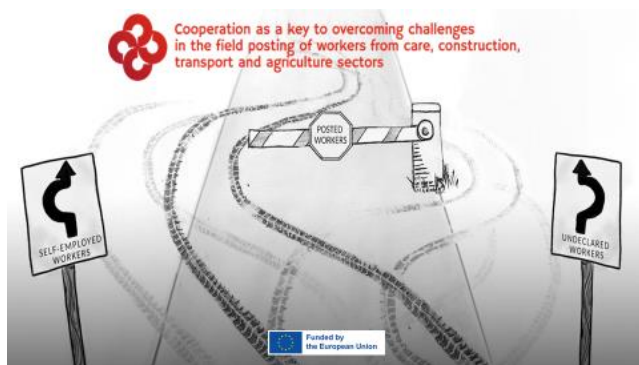 Cooperation as a key to overcoming challenges
in the field posting of workers from care, construction,
transport and agriculture sectors
POSTED
WORKERS
SELF-EMPLOYED
WORKERS
UNDECLARED
WORKERS
Funded by
the European Union